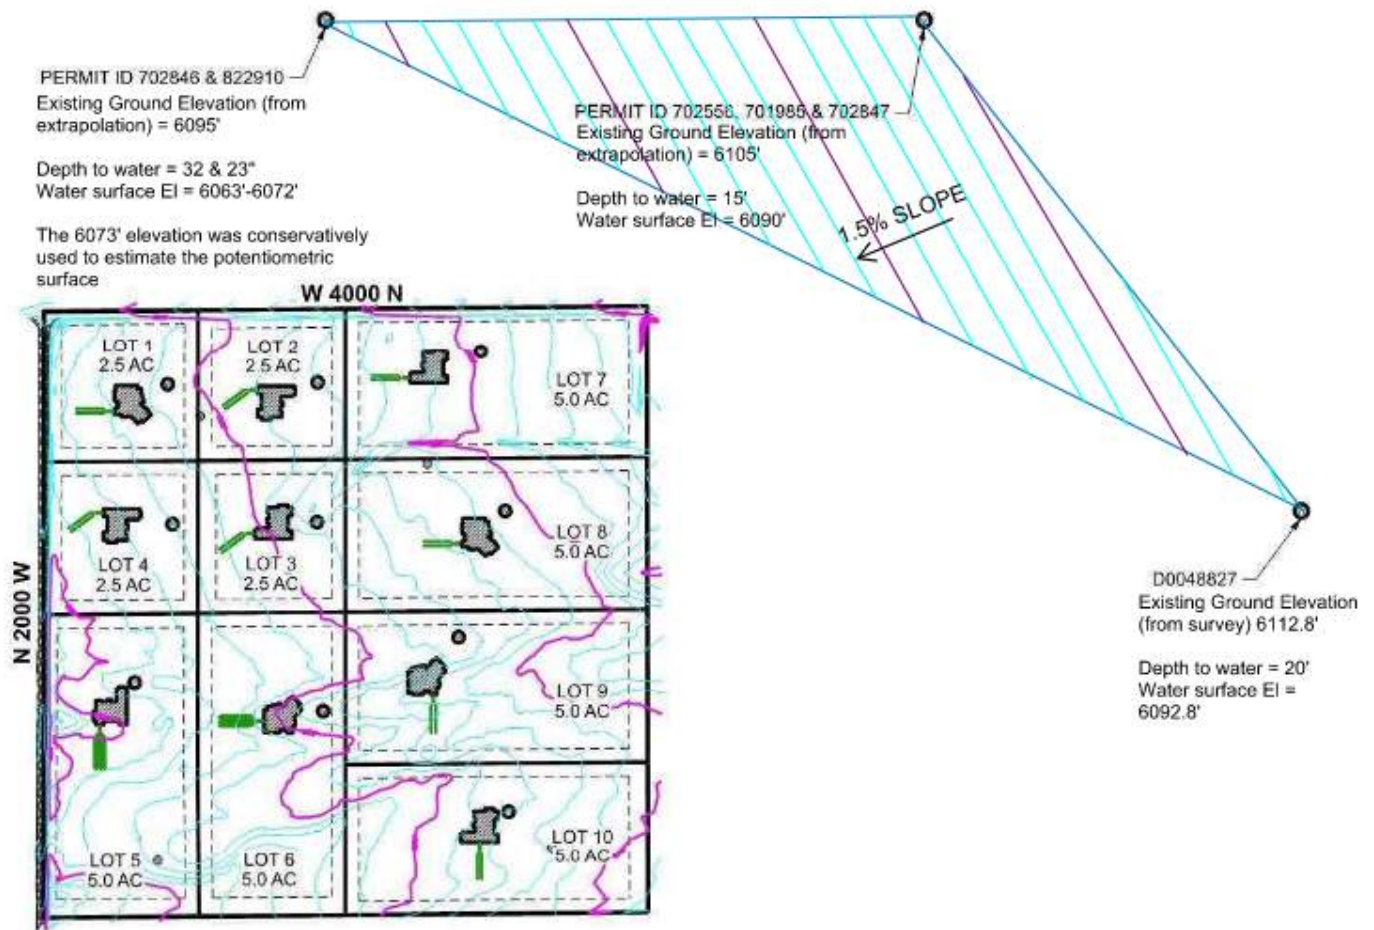 PERMIT ID 702846 & 822910
Existing Ground Elevation (from
extrapolation) = 6095'
Depth to water = 32 & 23"
Water surface El = 6063'-6072'
The 6073' elevation was conservatively
used to estimate the potentiometric
surface
PERMIT ID 702556, 701985 & 702847
Existing Ground Elevation (from
extrapolation) = 6105'
Depth to water = 15'
Water surface El = 6090'
1.5% SLOPE
D0048827
Existing Ground Elevation
(from survey) 6112.8'
Depth to water = 20'
Water surface El =
6092.8'
W 4000 N
N 2000 W
LOT 1
2.5 AC
LOT 2
2.5 AC
LOT 7
5.0 AC
LOT 4
2.5 AC
LOT 3
2.5 AC
LOT 8
5.0 AC
LOT 9
5.0 AC
LOT 5
5.0 AC
LOT 6
5.0 AC
LOT 10
5.0 AC